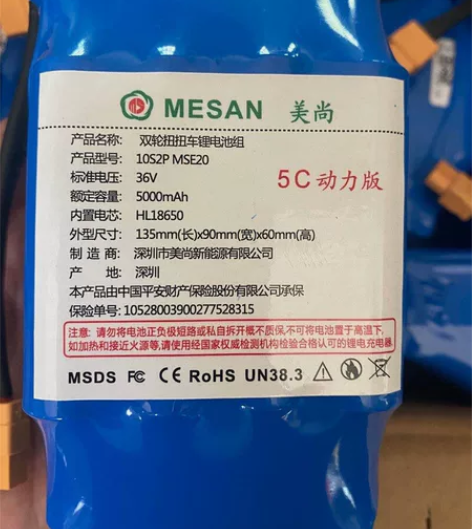 MESAN 美尚
产品名称: 双轮扭扭车锂电池组
产品型号: 10S2P MSE20
标准电压: 36V
5C动力版
额定容量: 5000mAh
内置电芯: HL18650
外型尺寸: 135mm(长)x90mm(宽)x60mm(高)
制 造 商: 深圳市美尚新能源有限公司
产 地: 深圳
本产品由中国平安财产保险股份有限公司承保
保险单号: 10528003900277528315
注意: 请勿将电池正负极短路或私自拆开概不质保,不可将电池置于高温下,
如加热和接近火源等,请使用经国家权威检测机构检验合格认可的锂电充电器.
MSDS FC CE RoHS UN38.3